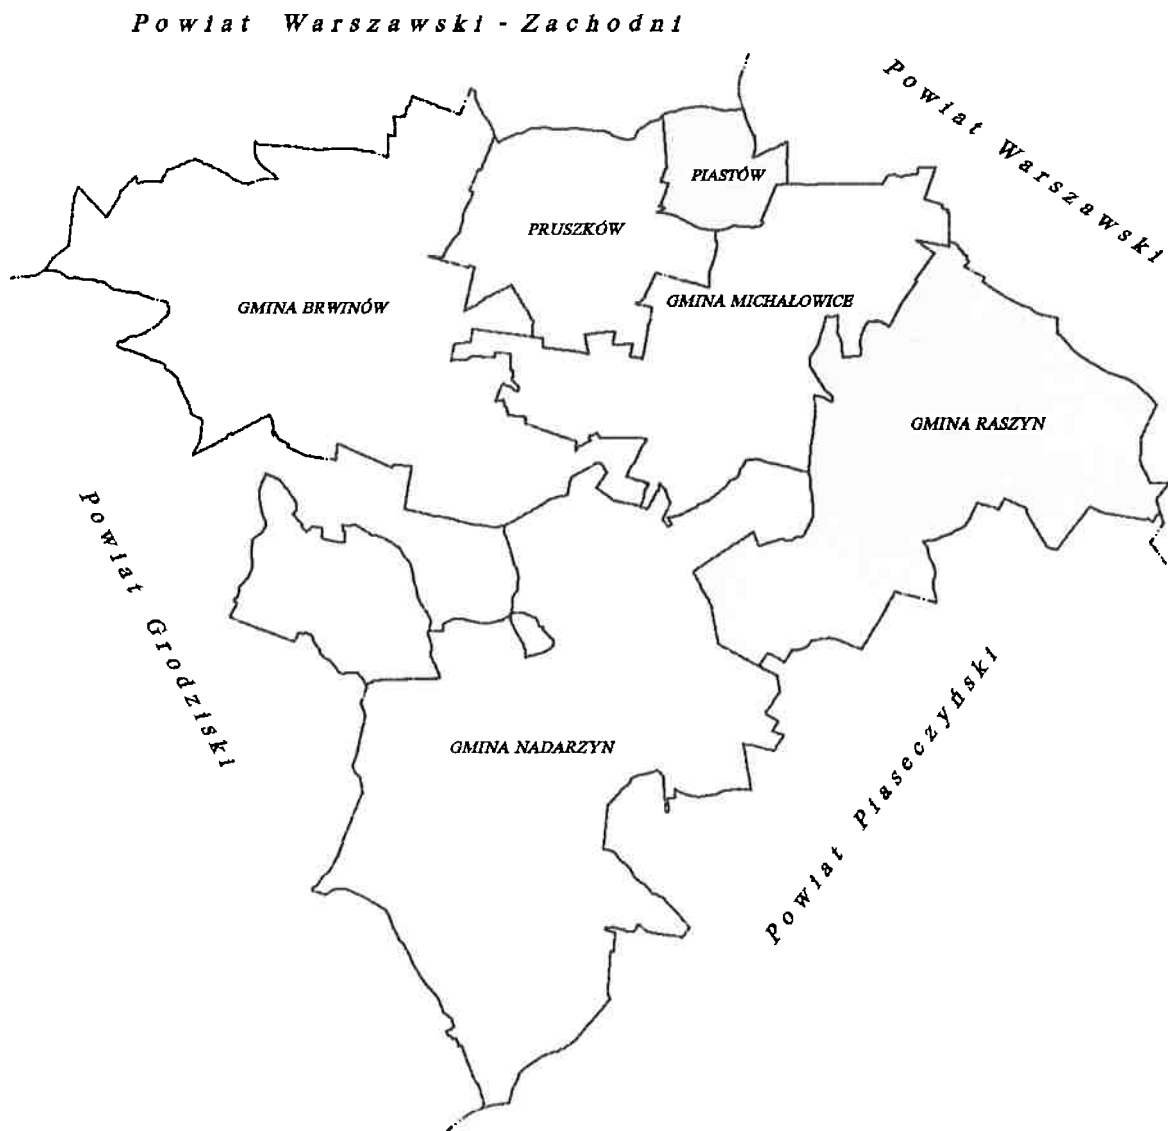 Powiat Warszawski - Zachodni
Powiat Warszawski
PIASTÓW
PRUSZKÓW
GMINA BRWINÓW
GMINA MICHAŁOWICE
GMINA RASZYN
Powiat Grodziski
GMINA NADARZYN
Powiat Piaseczyński